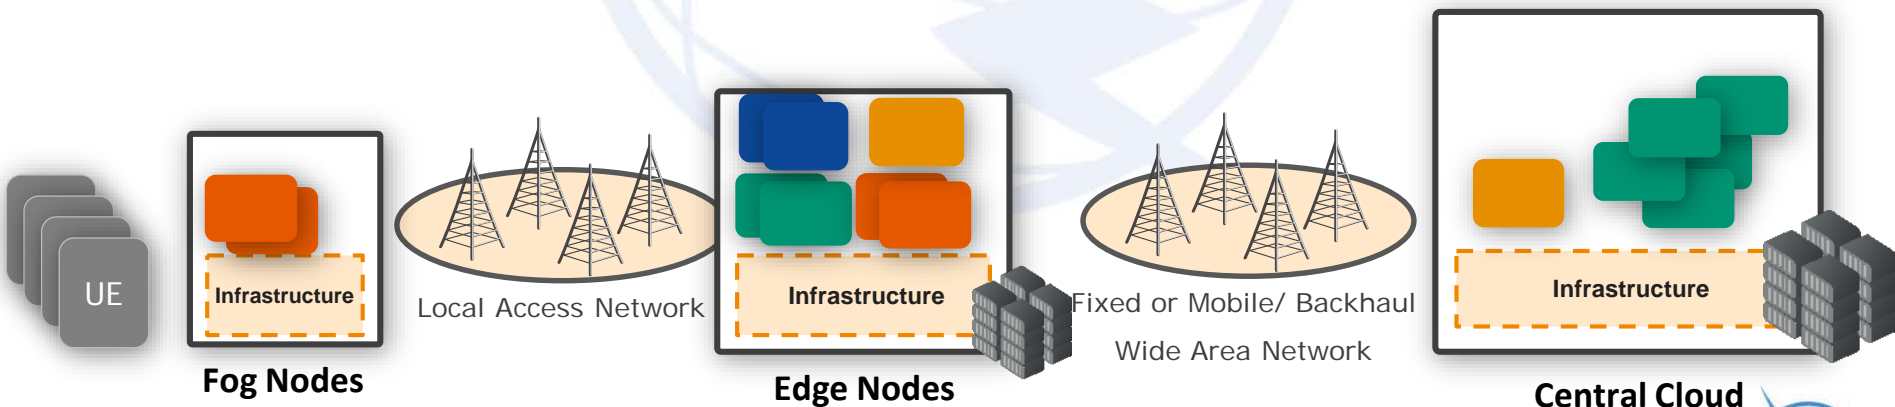 UE
Infrastructure
Fog Nodes
Local Access Network
Infrastructure
Edge Nodes
Fixed or Mobile/ Backhaul
Wide Area Network
Infrastructure
Central Cloud